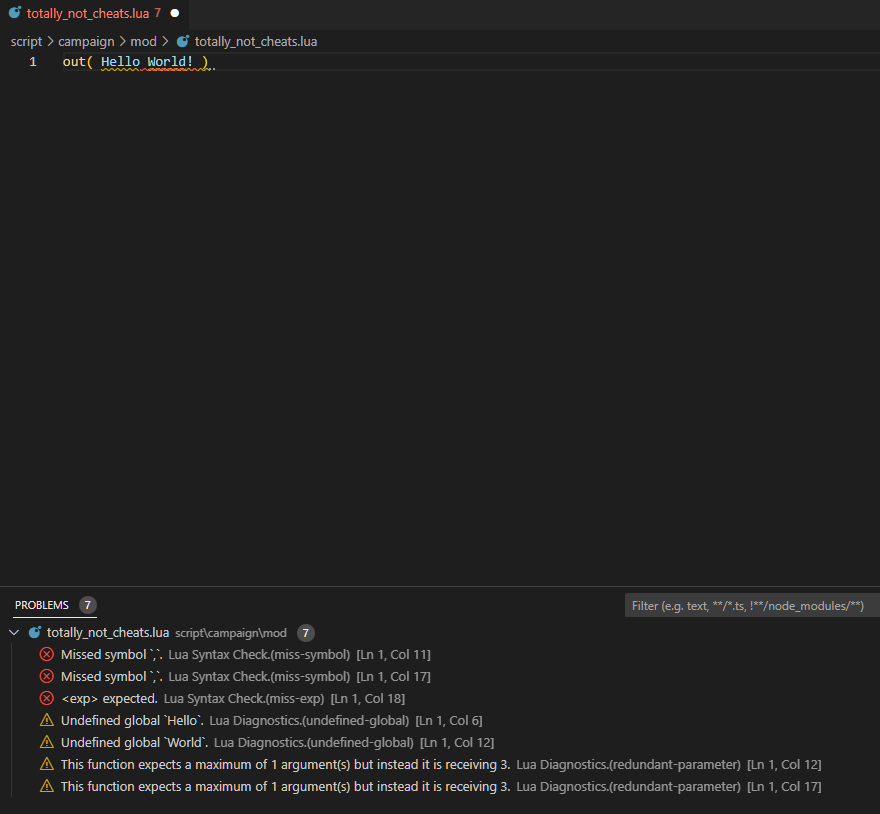 totally_not_cheats.lua 7
script > campaign > mod > totally_not_cheats.lua
1 out( Hello World! )
PROBLEMS 7
Filter (e.g. text, **/*.ts, !**/node_modules/**)
totally_not_cheats.lua script\campaign\mod 7
Missed symbol `,`. Lua Syntax Check.(miss-symbol) [Ln 1, Col 11]
Missed symbol `,`. Lua Syntax Check.(miss-symbol) [Ln 1, Col 17]
<exp> expected. Lua Syntax Check.(miss-exp) [Ln 1, Col 18]
Undefined global `Hello`. Lua Diagnostics.(undefined-global) [Ln 1, Col 6]
Undefined global `World`. Lua Diagnostics.(undefined-global) [Ln 1, Col 12]
This function expects a maximum of 1 argument(s) but instead it is receiving 3. Lua Diagnostics.(redundant-parameter) [Ln 1, Col 12]
This function expects a maximum of 1 argument(s) but instead it is receiving 3. Lua Diagnostics.(redundant-parameter) [Ln 1, Col 17]